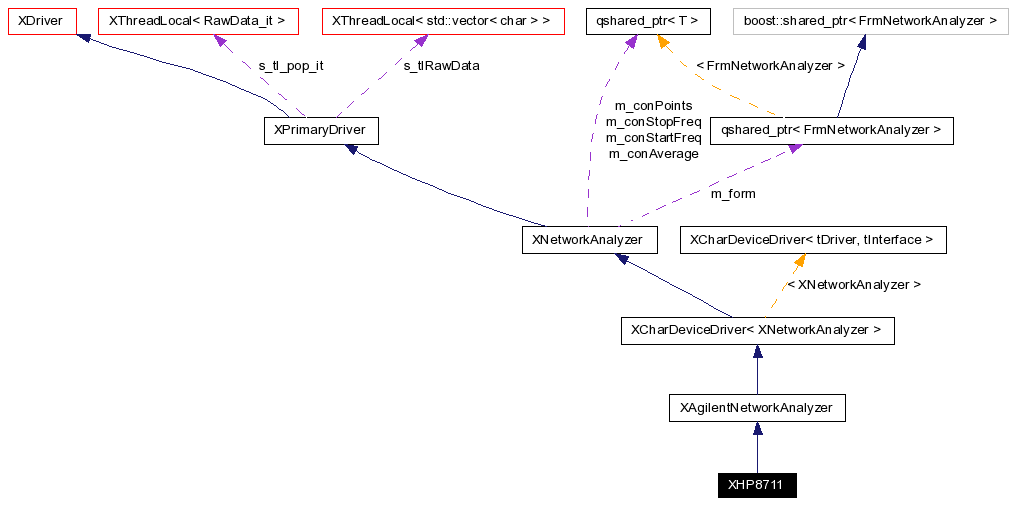 XDriver
XThreadLocal< RawData_it >
XThreadLocal< std::vector< char > >
qshared_ptr< T >
boost::shared_ptr< FrmNetworkAnalyzer >
s_tl_pop_it
s_tlRawData
< FrmNetworkAnalyzer >
m_conPoints
m_conStopFreq
m_conStartFreq
m_conAverage
XPrimaryDriver
qshared_ptr< FrmNetworkAnalyzer >
m_form
XNetworkAnalyzer
XCharDeviceDriver< tDriver, tInterface >
< XNetworkAnalyzer >
XCharDeviceDriver< XNetworkAnalyzer >
XAgilentNetworkAnalyzer
XHP8711